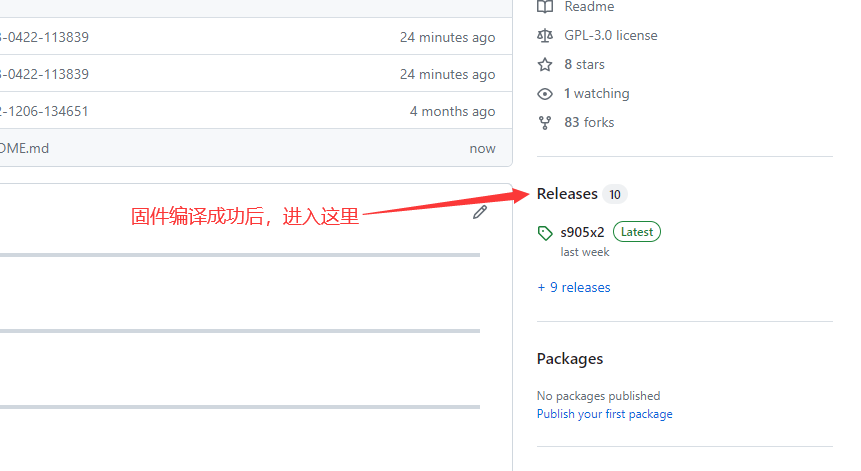 Readme
-0422-113839
24 minutes ago
GPL-3.0 license
8 stars
-0422-113839
24 minutes ago
1 watching
-1206-134651
4 months ago
83 forks
OME.md
now
Releases 10
固件编译成功后，进入这里
s905x2 Latest
last week
+ 9 releases
Packages
No packages published
Publish your first package